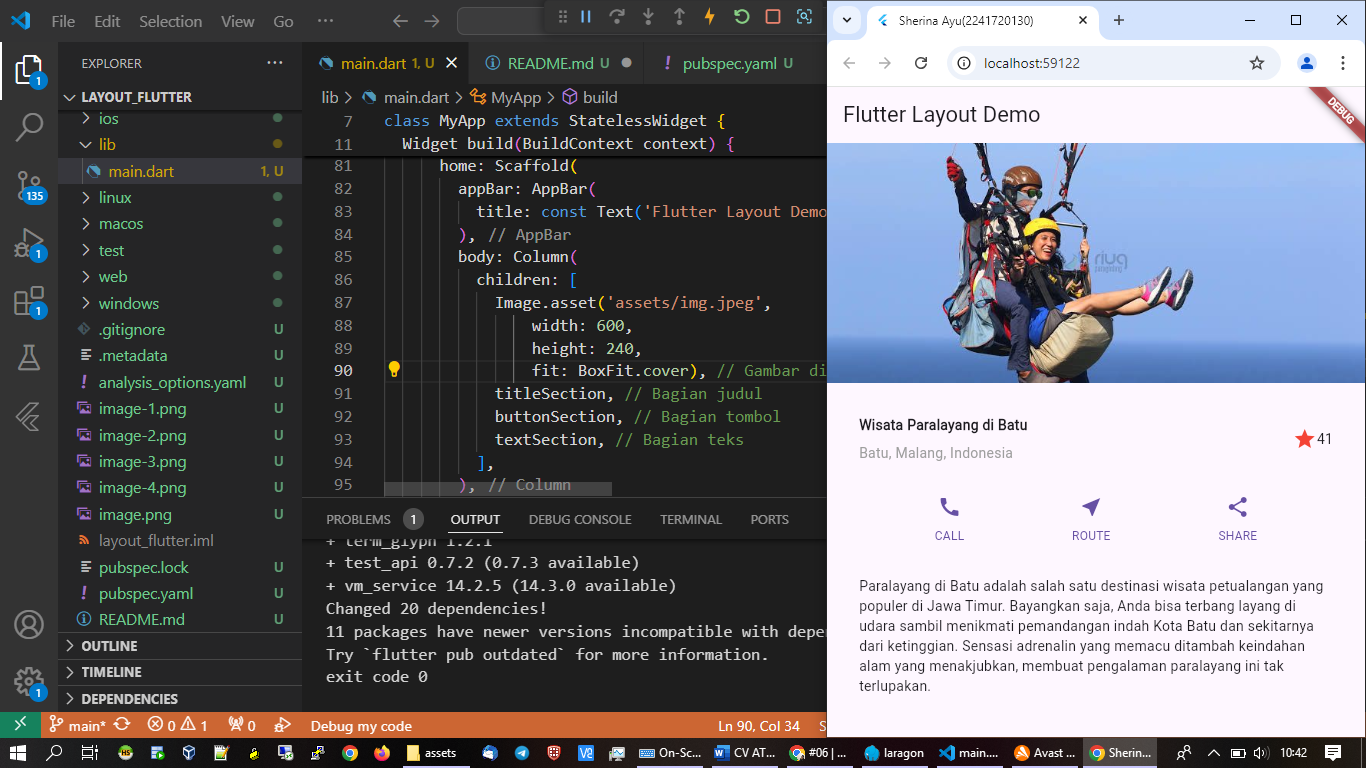 File Edit Selection View Go ···
EXPLORER ···
LAYOUT_FLUTTER
ios
lib
main.dart 1, U
linux
macos
test
web
windows
.gitignore U
.metadata U
analysis_options.yaml U
image-1.png U
image-2.png U
image-3.png U
image-4.png U
image.png U
layout_flutter.iml
pubspec.lock U
pubspec.yaml U
README.md U
OUTLINE
TIMELINE
DEPENDENCIES
1
135
1
1
1
main.dart 1, U
README.md U
pubspec.yaml U
lib > main.dart > MyApp > build
7 class MyApp extends StatelessWidget {
11 Widget build(BuildContext context) {
81 home: Scaffold(
82 appBar: AppBar(
83 title: const Text('Flutter Layout Demo
84 ), // AppBar
85 body: Column(
86 children: [
87 Image.asset('assets/img.jpeg',
88 width: 600,
89 height: 240,
90 fit: BoxFit.cover), // Gambar di
91 titleSection, // Bagian judul
92 buttonSection, // Bagian tombol
93 textSection, // Bagian teks
94 ],
95 ), // Column
PROBLEMS 1 OUTPUT DEBUG CONSOLE TERMINAL PORTS
+ term_glyph 1.2.1
+ test_api 0.7.2 (0.7.3 available)
+ vm_service 14.2.5 (14.3.0 available)
Changed 20 dependencies!
11 packages have newer versions incompatible with depen
Try `flutter pub outdated` for more information.
exit code 0
main* 0 1 0 Debug my code Ln 90, Col 34 S
Sherina Ayu(2241720130)
localhost:59122
Flutter Layout Demo
DEBUG
riuq
Wisata Paralayang di Batu
Batu, Malang, Indonesia
41
CALL ROUTE SHARE
Paralayang di Batu adalah salah satu destinasi wisata petualangan yang
populer di Jawa Timur. Bayangkan saja, Anda bisa terbang layang di
udara sambil menikmati pemandangan indah Kota Batu dan sekitarnya
dari ketinggian. Sensasi adrenalin yang memacu ditambah keindahan
alam yang menakjubkan, membuat pengalaman paralayang ini tak
terlupakan.
assets On-Sc... CV AT... #06 | ... laragon main.... Avast ... Sherin... 10:42